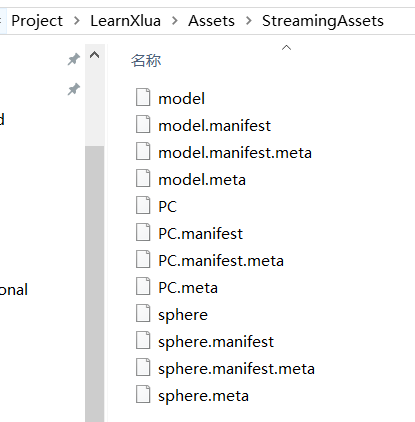 Project > LearnXlua > Assets > StreamingAssets
名称
model
model.manifest
model.manifest.meta
d
model.meta
PC
PC.manifest
PC.manifest.meta
onal
PC.meta
sphere
sphere.manifest
sphere.manifest.meta
sphere.meta